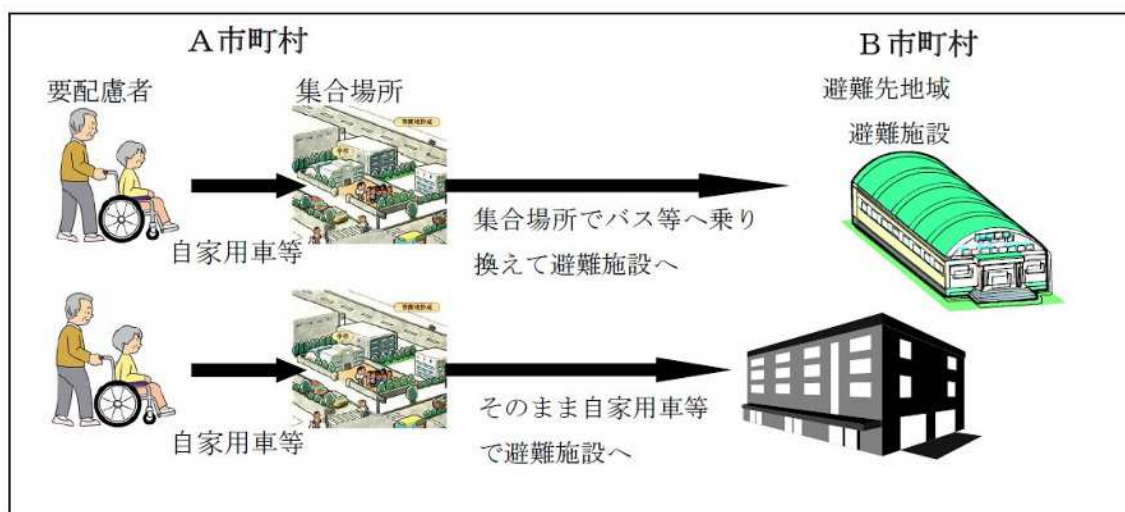 A市町村
B市町村
要配慮者
集合場所
避難先地域
避難施設
自家用車等
集合場所でバス等へ乗り
換えて避難施設へ
自家用車等
そのまま自家用車等
で避難施設へ